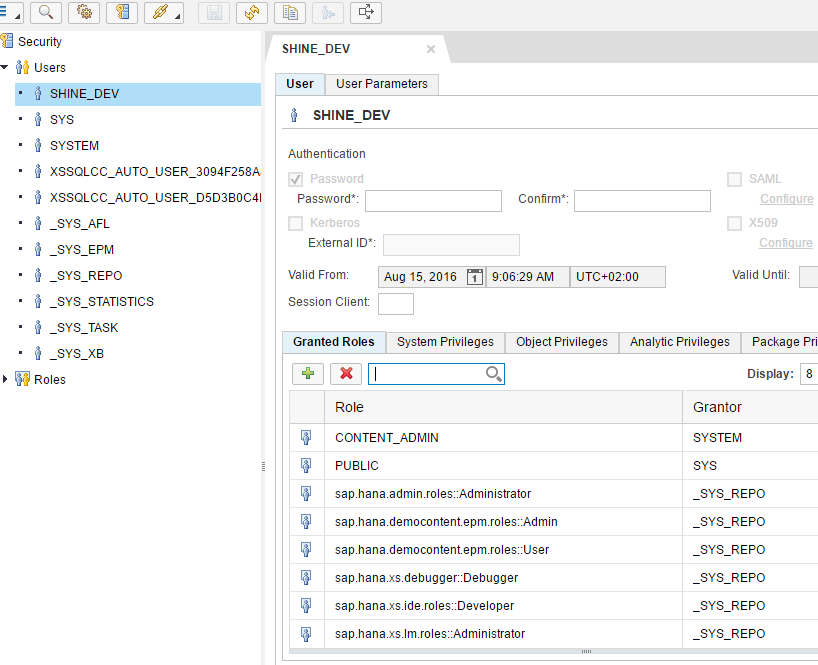 Security
Users
SHINE_DEV
SYS
SYSTEM
XSSQLCC_AUTO_USER_3094F258A
XSSQLCC_AUTO_USER_D5D3B0C4
_SYS_AFL
_SYS_EPM
_SYS_REPO
_SYS_STATISTICS
_SYS_TASK
_SYS_XB
Roles
SHINE_DEV
User User Parameters
SHINE_DEV
Authentication
Password SAML
Password*: Confirm*: Configure
Kerberos X509
External ID*: Configure
Valid From: Aug 15, 2016 1 9:06:29 AM UTC+02:00 Valid Until:
Session Client:
Granted Roles System Privileges Object Privileges Analytic Privileges Package Pri
Display: 8
Role Grantor
CONTENT_ADMIN SYSTEM
PUBLIC SYS
sap.hana.admin.roles::Administrator _SYS_REPO
sap.hana.democontent.epm.roles::Admin _SYS_REPO
sap.hana.democontent.epm.roles::User _SYS_REPO
sap.hana.xs.debugger::Debugger _SYS_REPO
sap.hana.xs.ide.roles::Developer _SYS_REPO
sap.hana.xs.lm.roles::Administrator _SYS_REPO